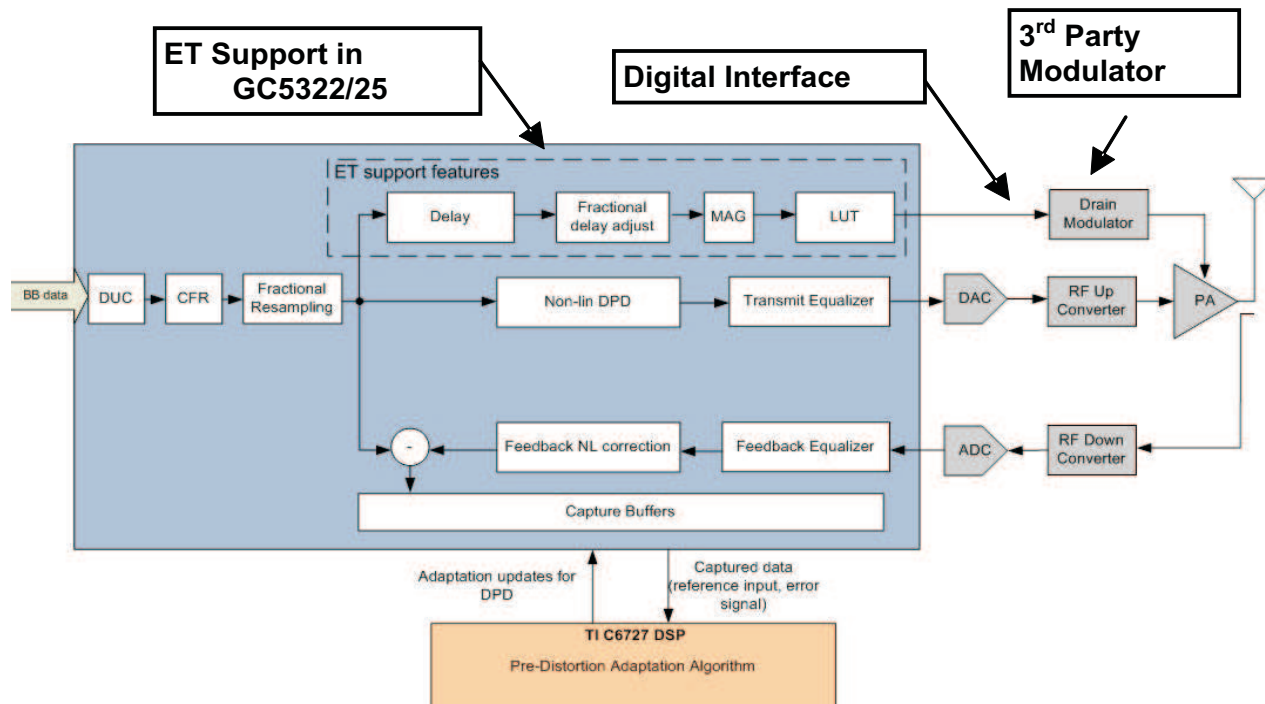 ET Support in
GC5322/25
Digital Interface
3rd Party
Modulator
ET support features
Delay
Fractional
delay adjust
MAG
LUT
Drain
Modulator
BB data
DUC
CFR
Fractional
Resampling
Non-lin DPD
Transmit Equalizer
DAC
RF Up
Converter
PA
-
Feedback NL correction
Feedback Equalizer
ADC
RF Down
Converter
Capture Buffers
Adaptation updates for
DPD
Captured data
(reference input, error
signal)
TI C6727 DSP
Pre-Distortion Adaptation Algorithm